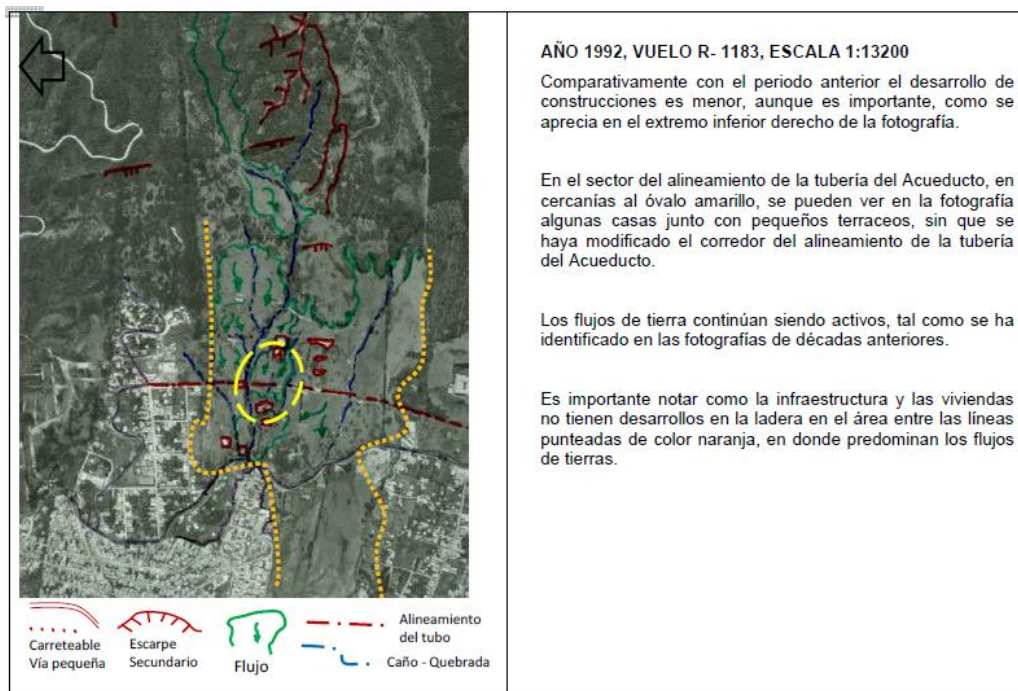 AÑO 1992, VUELO R- 1183, ESCALA 1:13200
Comparativamente con el periodo anterior el desarrollo de
construcciones es menor, aunque es importante, como se
aprecia en el extremo inferior derecho de la fotografía.
En el sector del alineamiento de la tubería del Acueducto, en
cercanías al óvalo amarillo, se pueden ver en la fotografía
algunas casas junto con pequeños terraceos, sin que se
haya modificado el corredor del alineamiento de la tubería
del Acueducto.
Los flujos de tierra continúan siendo activos, tal como se ha
identificado en las fotografías de décadas anteriores.
Es importante notar como la infraestructura y las viviendas
no tienen desarrollos en la ladera en el área entre las líneas
punteadas de color naranja, en donde predominan los flujos
de tierras.
Carreteable
Vía pequeña
Escarpe
Secundario
Flujo
Alineamiento
del tubo
Caño - Quebrada